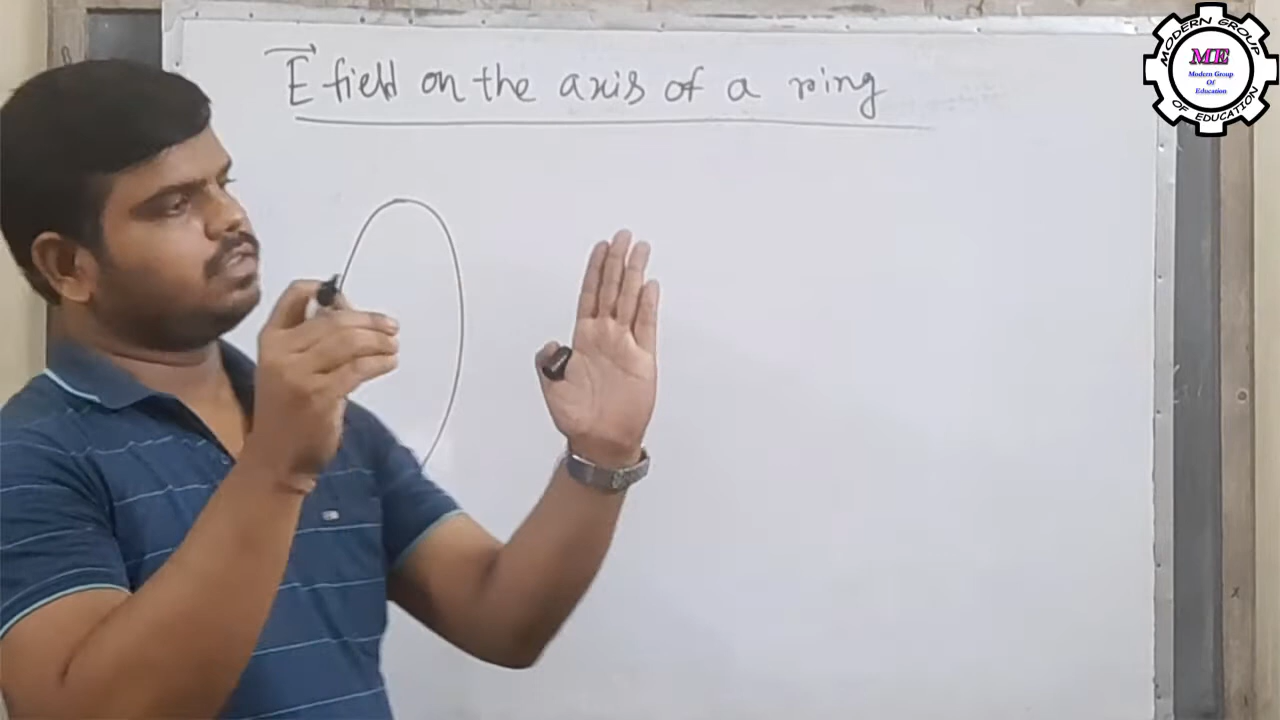 E field on the axis of a ring
MODERN GROUP
ME
Modern Group
Of
Education
OF EDUCATION